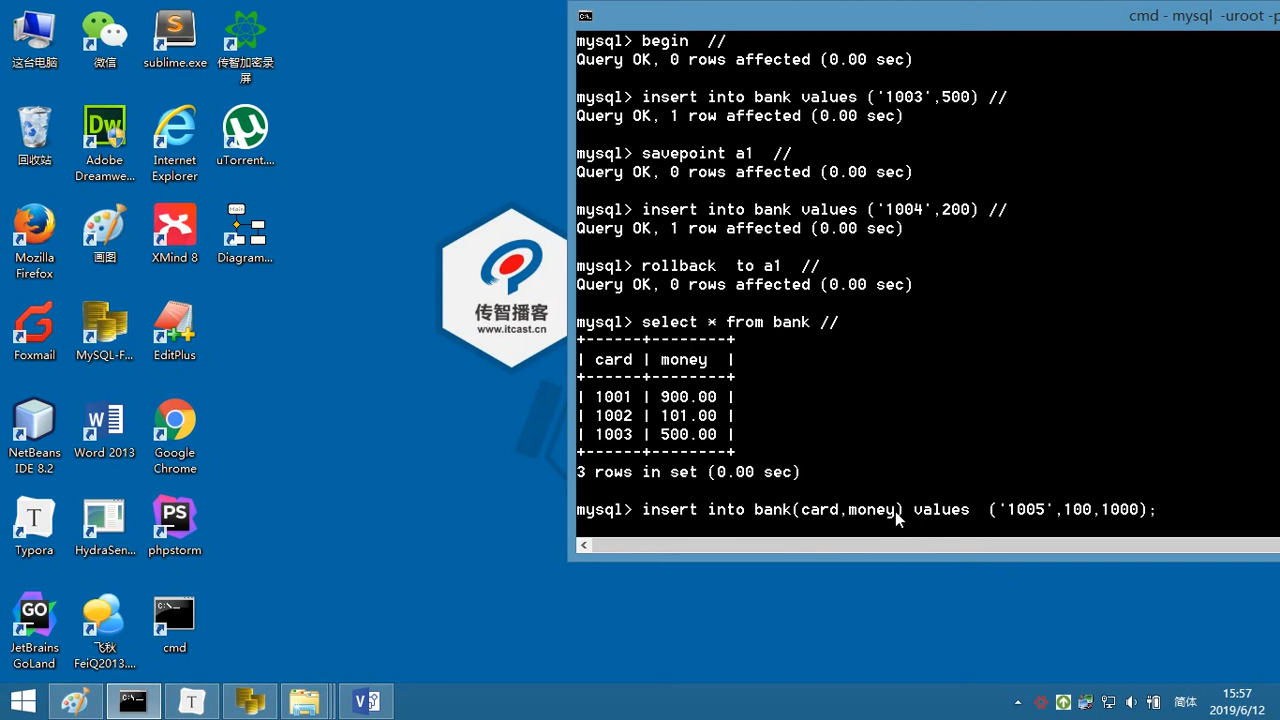 这台电脑
微信
sublime.exe
传智加密录
屏
回收站
Adobe
Dreamwe...
Internet
Explorer
uTorrent....
Mozilla
Firefox
画图
XMind 8
Diagram...
Foxmail
MySQL-F...
EditPlus
NetBeans
IDE 8.2
Word 2013
Google
Chrome
Typora
HydraSen...
phpstorm
JetBrains
GoLand
飞秋
FeiQ2013....
cmd
传智播客
www.itcast.cn
cmd - mysql  -uroot -p
mysql> begin  //
Query OK, 0 rows affected (0.00 sec)
mysql> insert into bank values ('1003',500) //
Query OK, 1 row affected (0.00 sec)
mysql> savepoint a1  //
Query OK, 0 rows affected (0.00 sec)
mysql> insert into bank values ('1004',200) //
Query OK, 1 row affected (0.00 sec)
mysql> rollback  to a1  //
Query OK, 0 rows affected (0.00 sec)
mysql> select * from bank //
+------+--------+
| card | money  |
+------+--------+
| 1001 | 900.00 |
| 1002 | 101.00 |
| 1003 | 500.00 |
+------+--------+
3 rows in set (0.00 sec)
mysql> insert into bank(card,money) values  ('1005',100,1000);
简体
15:57
2019/6/12